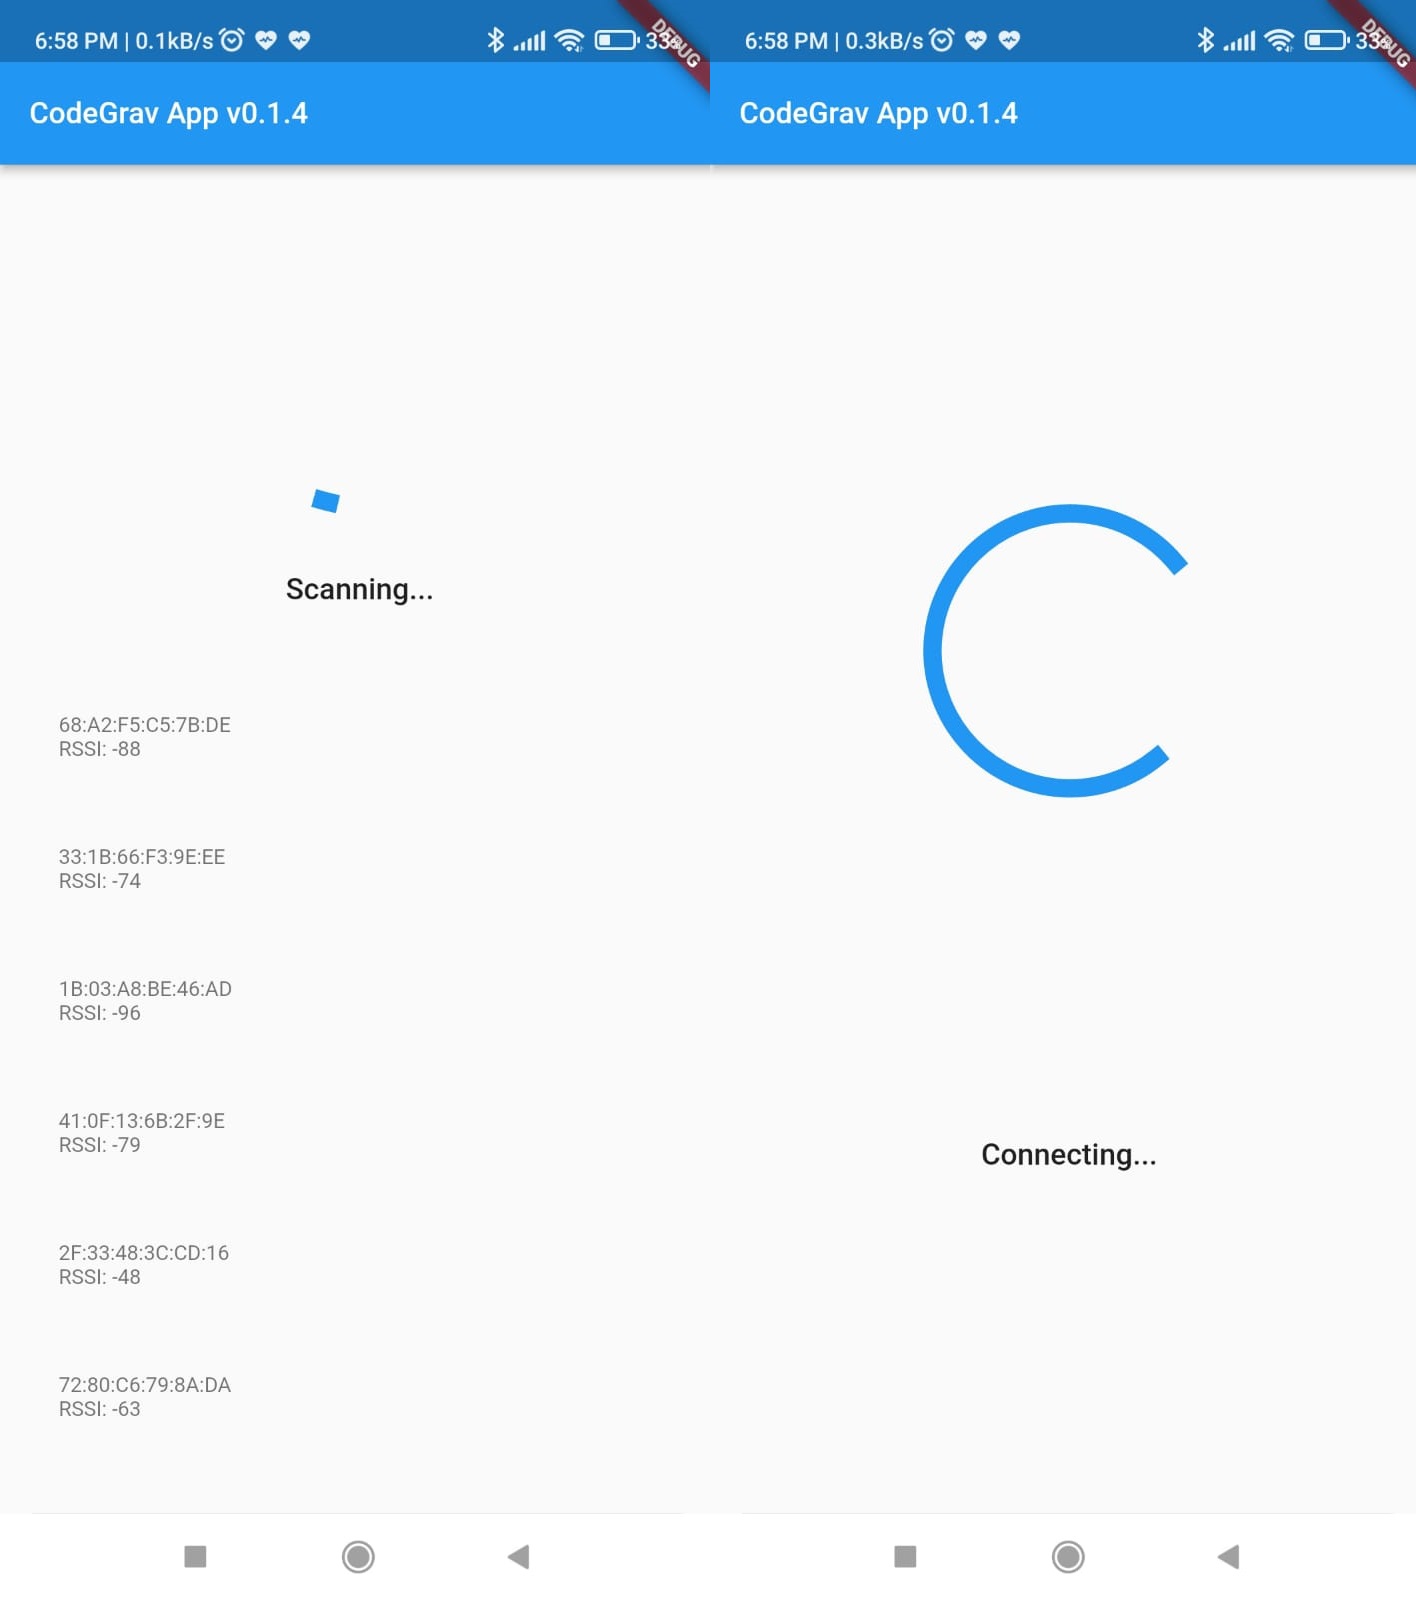 6:58 PM | 0.1kB/s
DEBUG
CodeGrav App v0.1.4
Scanning...
68:A2:F5:C5:7B:DE
RSSI: -88
33:1B:66:F3:9E:EE
RSSI: -74
1B:03:A8:BE:46:AD
RSSI: -96
41:0F:13:6B:2F:9E
RSSI: -79
2F:33:48:3C:CD:16
RSSI: -48
72:80:C6:79:8A:DA
RSSI: -63
6:58 PM | 0.3kB/s
DEBUG
CodeGrav App v0.1.4
Connecting...